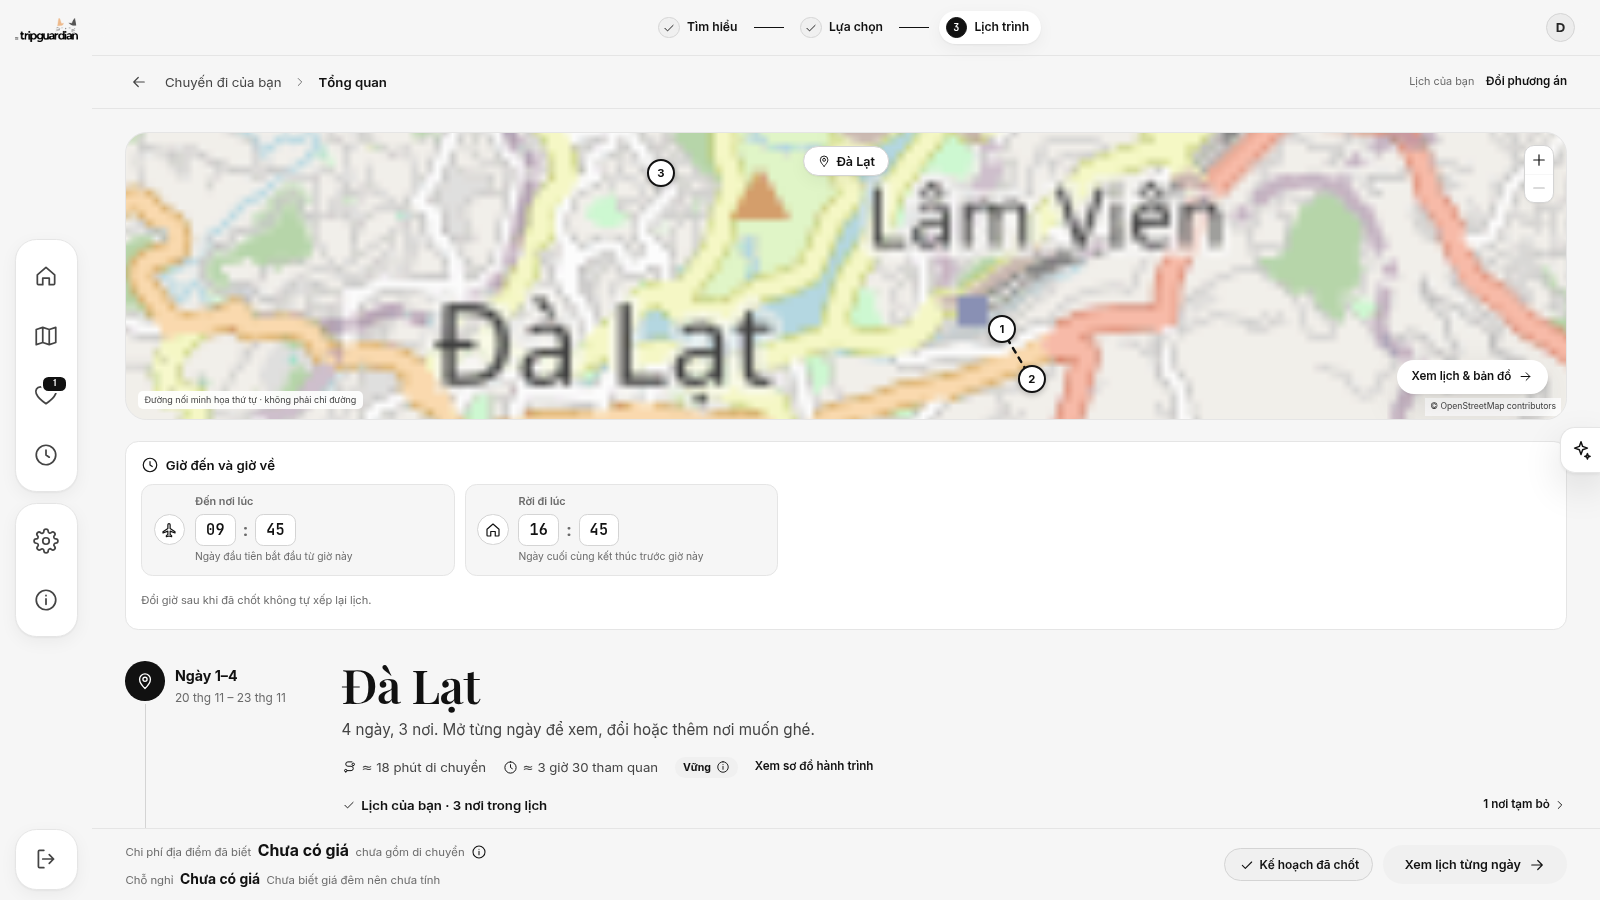 tripguardian
Tìm hiểu
Lựa chọn
3 Lịch trình
D
Chuyến đi của bạn
Tổng quan
Lịch của bạn
Đổi phương án
3
Đà Lạt
Lâm Viên
Đà Lạt
1
2
1
Xem lịch & bản đồ
Đường nối minh họa thứ tự · không phải chỉ đường
© OpenStreetMap contributors
Giờ đến và giờ về
Đến nơi lúc
09 : 45
Ngày đầu tiên bắt đầu từ giờ này
Rời đi lúc
16 : 45
Ngày cuối cùng kết thúc trước giờ này
Đổi giờ sau khi đã chốt không tự xếp lại lịch.
Ngày 1–4
20 thg 11 – 23 thg 11
Đà Lạt
4 ngày, 3 nơi. Mở từng ngày để xem, đổi hoặc thêm nơi muốn ghé.
≈ 18 phút di chuyển
≈ 3 giờ 30 tham quan
Vững
Xem sơ đồ hành trình
Lịch của bạn · 3 nơi trong lịch
1 nơi tạm bỏ
Chi phí địa điểm đã biết Chưa có giá chưa gồm di chuyển
Chỗ nghỉ Chưa có giá Chưa biết giá đêm nên chưa tính
Kế hoạch đã chốt
Xem lịch từng ngày